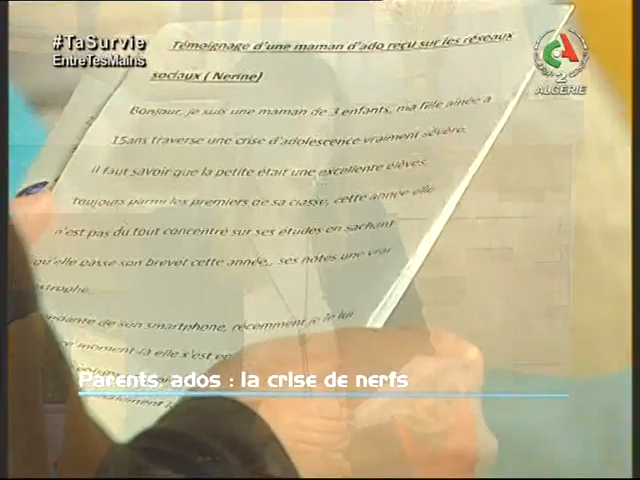 #TaSurvie
EntreTesMains
2
ALGERIE
Témoignage d'une maman d'ado reçu sur les réseaux
sociaux ( Nerine)
Bonjour, je suis une maman de 3 enfants, ma fille ainée a
15ans traverse une crise d'adolescence vraiment sévère,
il faut savoir que la petite était une excellente élèves
toujours parmi les premiers de sa classe, cette année elle
n'est pas du tout concentré sur ses études en sachant
qu'elle passe son brevet cette année,, ses notes une vrai
son smartphone, récemment je le lui
ce moment là elle s'est
Parents, ados : la crise de nerfs